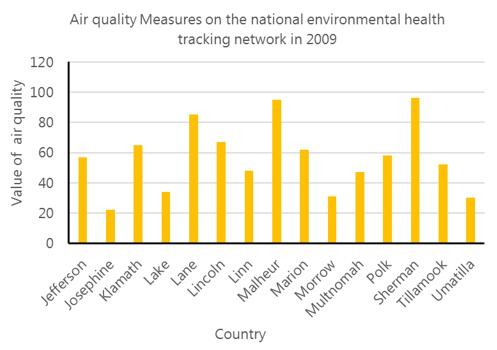 Air quality Measures on the national environmental health
tracking network in 2009
Value of  air quality
120
100
80
60
40
20
0
Jefferson
Josephine
Klamath
Lake
Lane
Lincoln
Linn
Malheur
Marion
Morrow
Multnomah
Polk
Sherman
Tillamook
Umatilla
Country